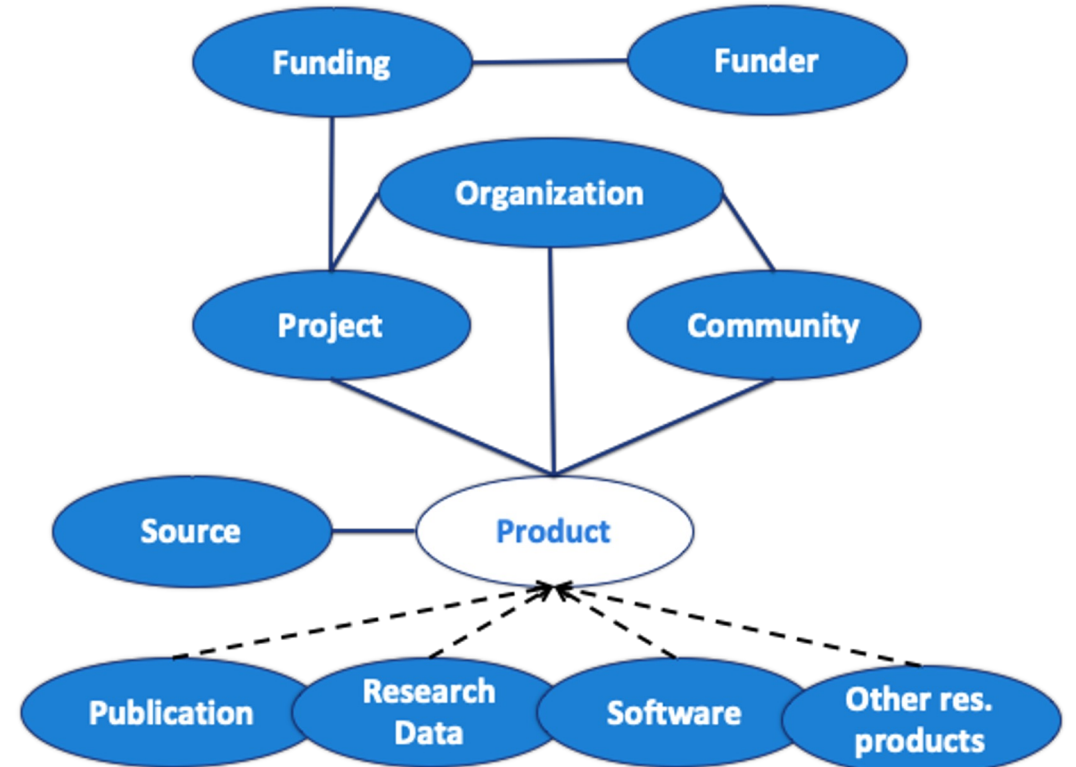 Funding
Funder
Organization
Project
Community
Source
Product
Publication
Research
Data
Software
Other res.
products